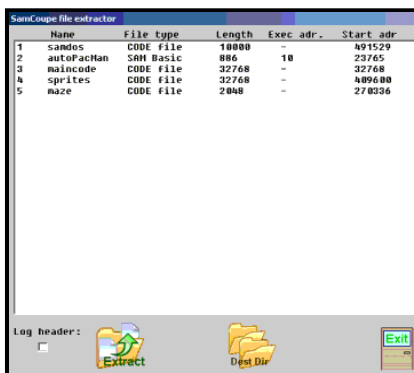 SamCoupe file extractor
Name File type Length Exec adr. Start adr
1 samdos CODE file 10000 - 491529
2 autoPacMan SAM Basic 886 10 23765
3 maincode CODE file 32768 - 32768
4 sprites CODE file 32768 - 409600
5 maze CODE file 2048 - 270336
Log header:
Extract
Dest Dir
Exit